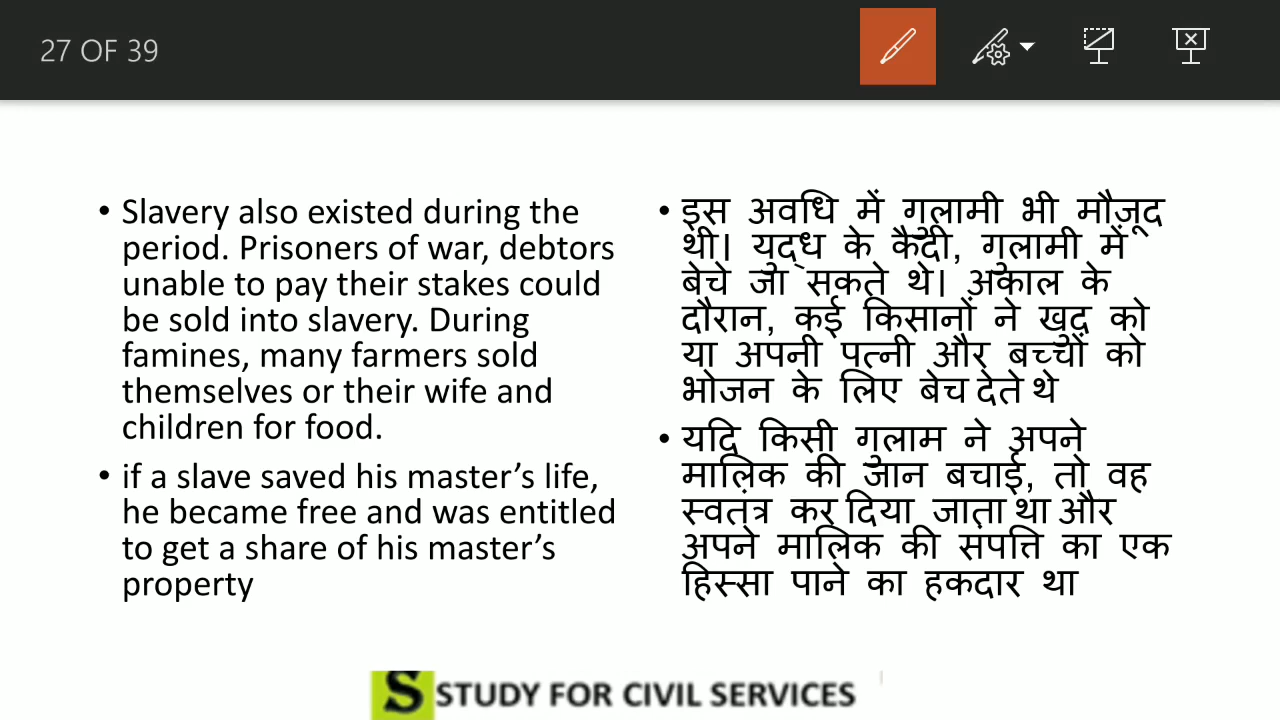 27 OF 39
• Slavery also existed during the
period. Prisoners of war, debtors
unable to pay their stakes could
be sold into slavery. During
famines, many farmers sold
themselves or their wife and
children for food.
• if a slave saved his master’s life,
he became free and was entitled
to get a share of his master’s
property
• इस अवधि में गुलामी भी मौजूद
थी। युद्ध के कैदी, गुलामी में
बेचे जा सकते थे। अकाल के
दौरान, कई किसानों ने खुद को
या अपनी पत्नी और बच्चों को
भोजन के लिए बेच देते थे
• यदि किसी गुलाम ने अपने
मालिक की जान बचाई, तो वह
स्वतंत्र कर दिया जाता था और
अपने मालिक की संपत्ति का एक
हिस्सा पाने का हकदार था
S STUDY FOR CIVIL SERVICES